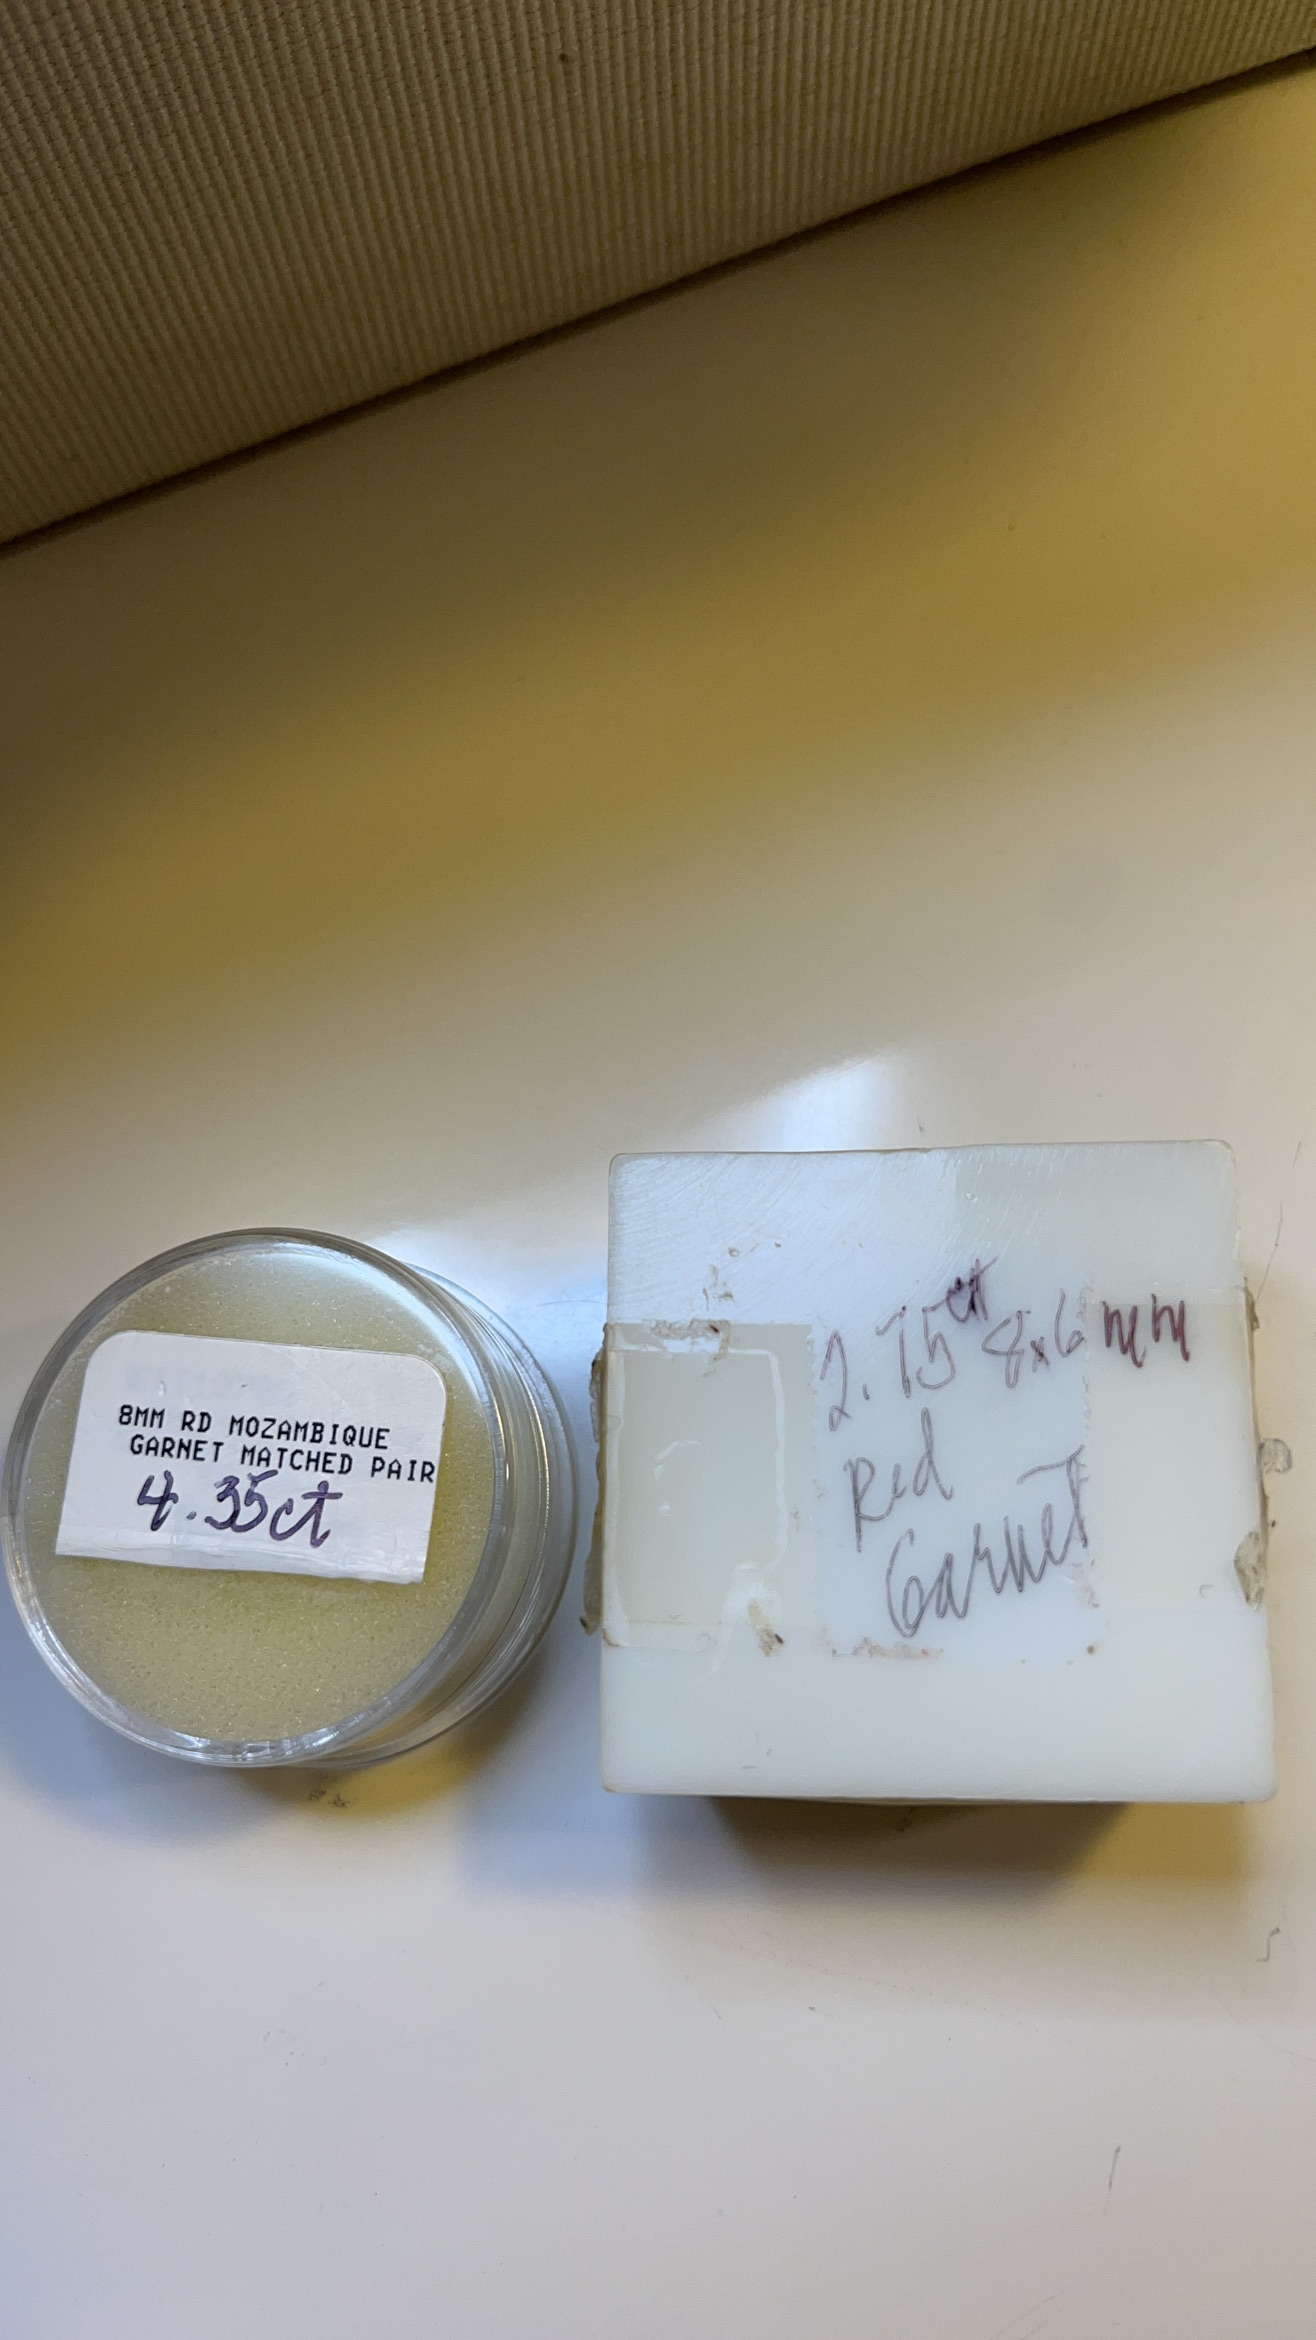 8MM RD MOZAMBIQUE
GARNET MATCHED PAIR
4.35ct
2.75ct 8x6 mm
Red
Garnet